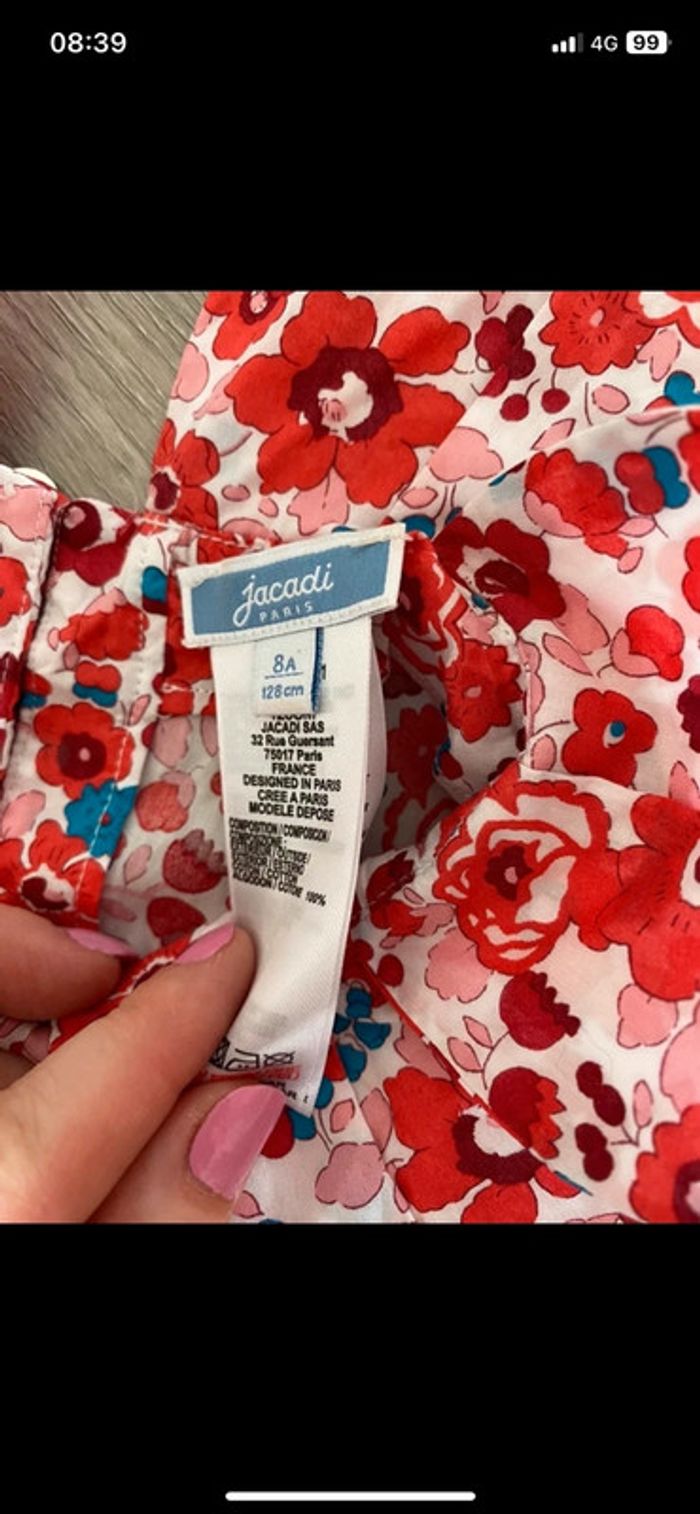 08:39
4G
99
jacadi
PARIS
8A
128cm
JACADI SAS
32 Rue Guersant
75017 Paris
FRANCE
DESIGNED IN PARIS
CREE A PARIS
MODELE DEPOSE
COMPOSITION / COMPOSICION /
100%